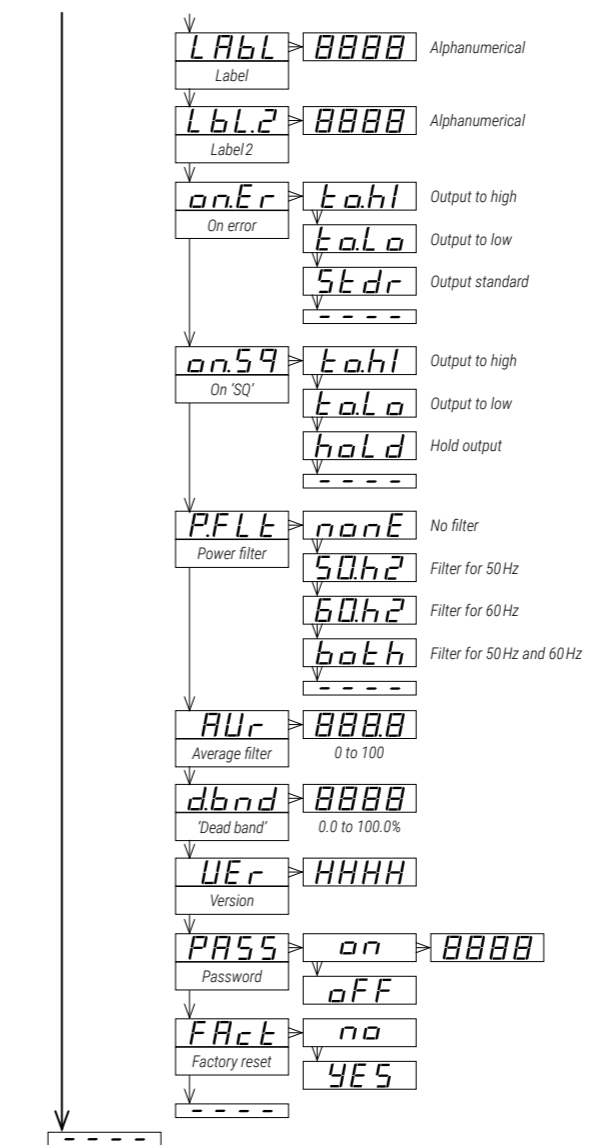 LAbL 8888 Alphanumerical
Label
LbL.2 8888 Alphanumerical
Label 2
on.Er to.hI Output to high
On error
to.Lo Output to low
Stdr Output standard
----
on.S9 to.hI Output to high
On 'SQ'
to.Lo Output to low
hoLd Hold output
----
P.FLt nonE No filter
Power filter
50.h2 Filter for 50 Hz
60.h2 Filter for 60 Hz
both Filter for 50 Hz and 60 Hz
----
AUr 888.8
Average filter 0 to 100
d.bnd 8888
'Dead band' 0.0 to 100.0%
VEr HHHH
Version
PASS on 8888
Password
oFF
FAct no
Factory reset
YES
----
----